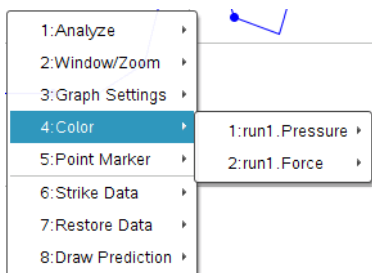 1:Analyze
2:Window/Zoom
3:Graph Settings
4:Color
5:Point Marker
6:Strike Data
7:Restore Data
8:Draw Prediction
1:run1.Pressure
2:run1.Force